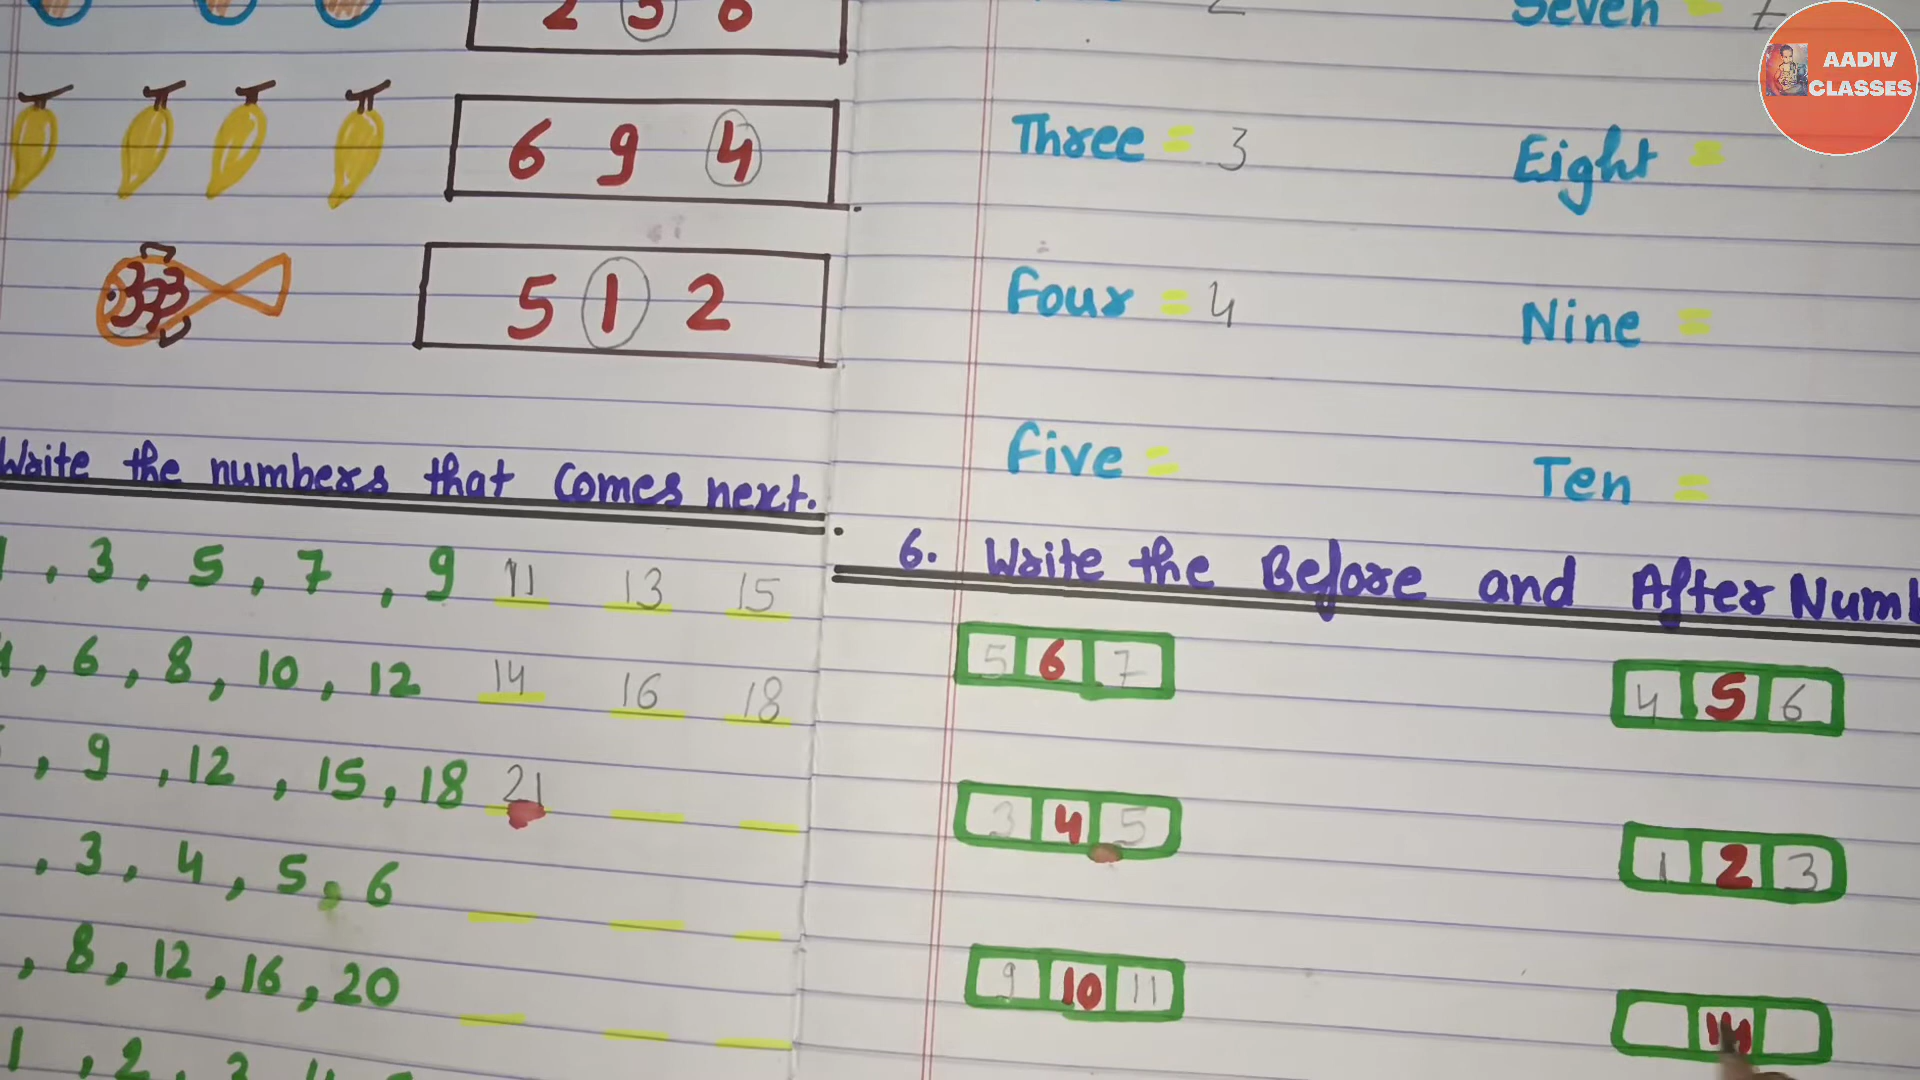 2 5 6
6 9 4
5 1 2
Write the numbers that comes next.
, 3, 5, 7, 9 11 13 15
, 6, 8, 10, 12 14 16 18
, 9, 12, 15, 18 21
, 3, 4, 5, 6
, 8, 12, 16, 20
1, 2, 3
Seven = 7
Three = 3
Eight =
Four = 4
Nine =
Five =
Ten =
6. Write the Before and After Numb
5 6 7
4 5 6
3 4 5
1 2 3
9 10 11
14
AADIV
CLASSES